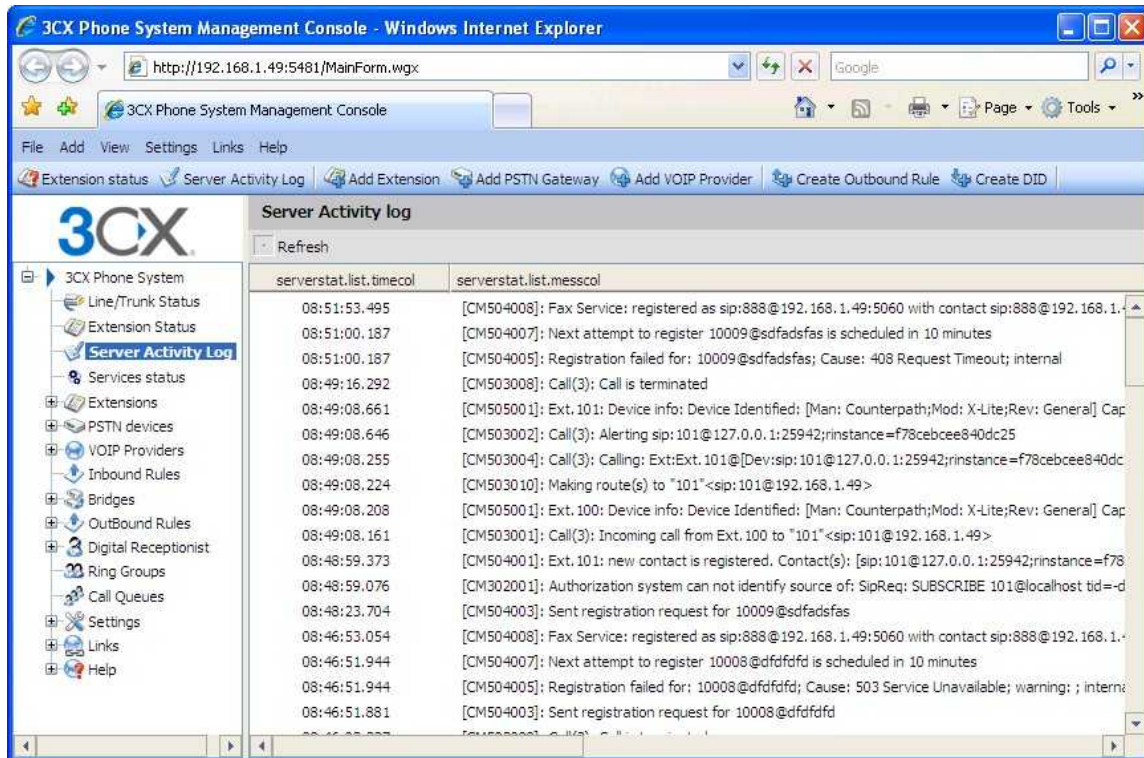 3CX Phone System Management Console - Windows Internet Explorer
http://192.168.1.49:5481/MainForm.wgx
Google
3CX Phone System Management Console
Page
Tools
»
File Add View Settings Links Help
Extension status Server Activity Log Add Extension Add PSTN Gateway Add VOIP Provider Create Outbound Rule Create DID
3CX
3CX Phone System
Line/Trunk Status
Extension Status
Server Activity Log
Services status
Extensions
PSTN devices
VOIP Providers
Inbound Rules
Bridges
OutBound Rules
Digital Receptionist
Ring Groups
Call Queues
Settings
Links
Help
Server Activity log
Refresh
serverstat.list.timecol serverstat.list.messcol
08:51:53.495 [CM504008]: Fax Service: registered as sip:888@192.168.1.49:5060 with contact sip:888@192.168.1.
08:51:00.187 [CM504007]: Next attempt to register 10009@sdfadsfas is scheduled in 10 minutes
08:51:00.187 [CM504005]: Registration failed for: 10009@sdfadsfas; Cause: 408 Request Timeout; internal
08:49:16.292 [CM503008]: Call(3): Call is terminated
08:49:08.661 [CM505001]: Ext.101: Device info: Device Identified: [Man: Counterpath;Mod: X-Lite;Rev: General] Cap
08:49:08.646 [CM503002]: Call(3): Alerting sip:101@127.0.0.1:25942;rinstance=f78cebcee840dc25
08:49:08.255 [CM503004]: Call(3): Calling: Ext:Ext.101@[Dev:sip:101@127.0.0.1:25942;rinstance=f78cebcee840dc
08:49:08.224 [CM503010]: Making route(s) to "101"<sip:101@192.168.1.49>
08:49:08.208 [CM505001]: Ext.100: Device info: Device Identified: [Man: Counterpath;Mod: X-Lite;Rev: General] Cap
08:49:08.161 [CM503001]: Call(3): Incoming call from Ext.100 to "101"<sip:101@192.168.1.49>
08:48:59.373 [CM504001]: Ext.101: new contact is registered. Contact(s): [sip:101@127.0.0.1:25942;rinstance=f78
08:48:59.076 [CM302001]: Authorization system can not identify source of: SipReq: SUBSCRIBE 101@localhost tid=-d
08:48:23.704 [CM504003]: Sent registration request for 10009@sdfadsfas
08:46:53.054 [CM504008]: Fax Service: registered as sip:888@192.168.1.49:5060 with contact sip:888@192.168.1.
08:46:51.944 [CM504007]: Next attempt to register 10008@dfdfdfd is scheduled in 10 minutes
08:46:51.944 [CM504005]: Registration failed for: 10008@dfdfdfd; Cause: 503 Service Unavailable; warning: ; interna
08:46:51.881 [CM504003]: Sent registration request for 10008@dfdfdfd